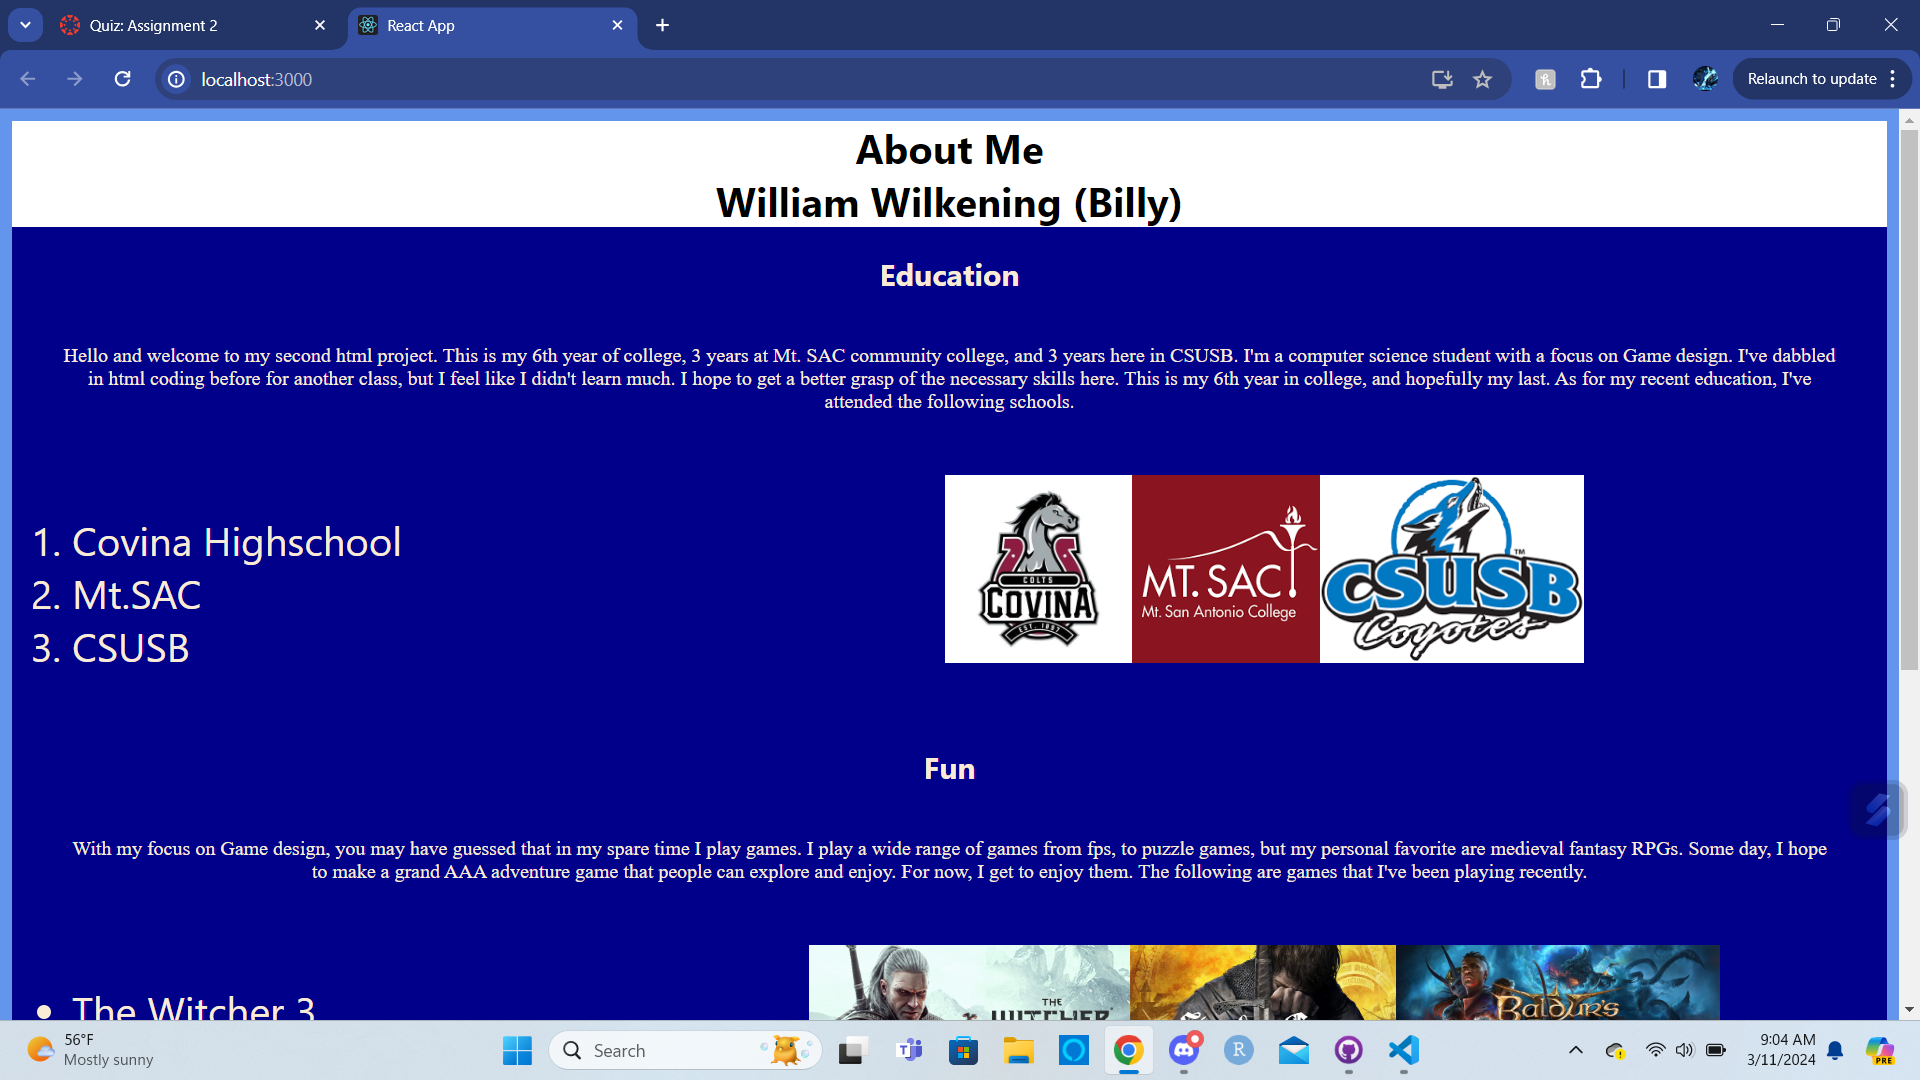 Quiz: Assignment 2
React App
localhost:3000
Relaunch to update
About Me
William Wilkening (Billy)
Education
Hello and welcome to my second html project. This is my 6th year of college, 3 years at Mt. SAC community college, and 3 years here in CSUSB. I'm a computer science student with a focus on Game design. I've dabbled
in html coding before for another class, but I feel like I didn't learn much. I hope to get a better grasp of the necessary skills here. This is my 6th year in college, and hopefully my last. As for my recent education, I've
attended the following schools.
1. Covina Highschool
2. Mt.SAC
3. CSUSB
COLTS
COVINA
EST. 1897
MT. SAC
Mt. San Antonio College
CSUSB
TM
Coyotes
Fun
With my focus on Game design, you may have guessed that in my spare time I play games. I play a wide range of games from fps, to puzzle games, but my personal favorite are medieval fantasy RPGs. Some day, I hope
to make a grand AAA adventure game that people can explore and enjoy. For now, I get to enjoy them. The following are games that I've been playing recently.
• The Witcher 3
THE
WITCHER
BALDUR'S
56°F
Mostly sunny
Search
R
PRE
9:04 AM
3/11/2024